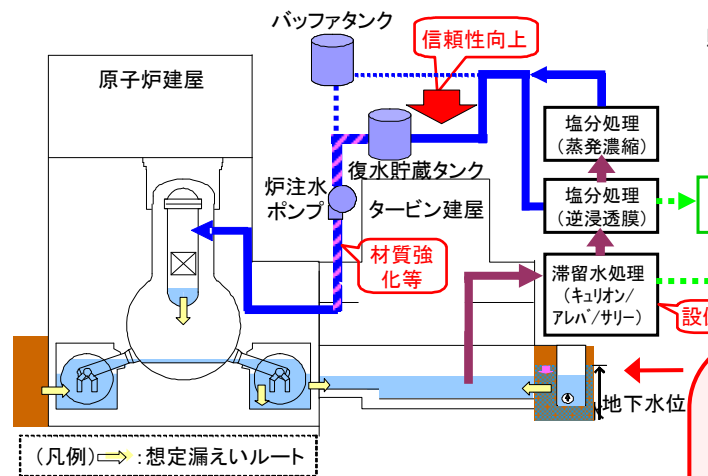 バッファタンク
信頼性向上
原子炉建屋
塩分処理
(蒸発濃縮)
復水貯蔵タンク
炉注水
ポンプ
タービン建屋
塩分処理
(逆浸透膜)
材質強
化等
滞留水処理
(キュリオン/
アレバ/サリー)
設備
地下水位
(凡例) :想定漏えいルート